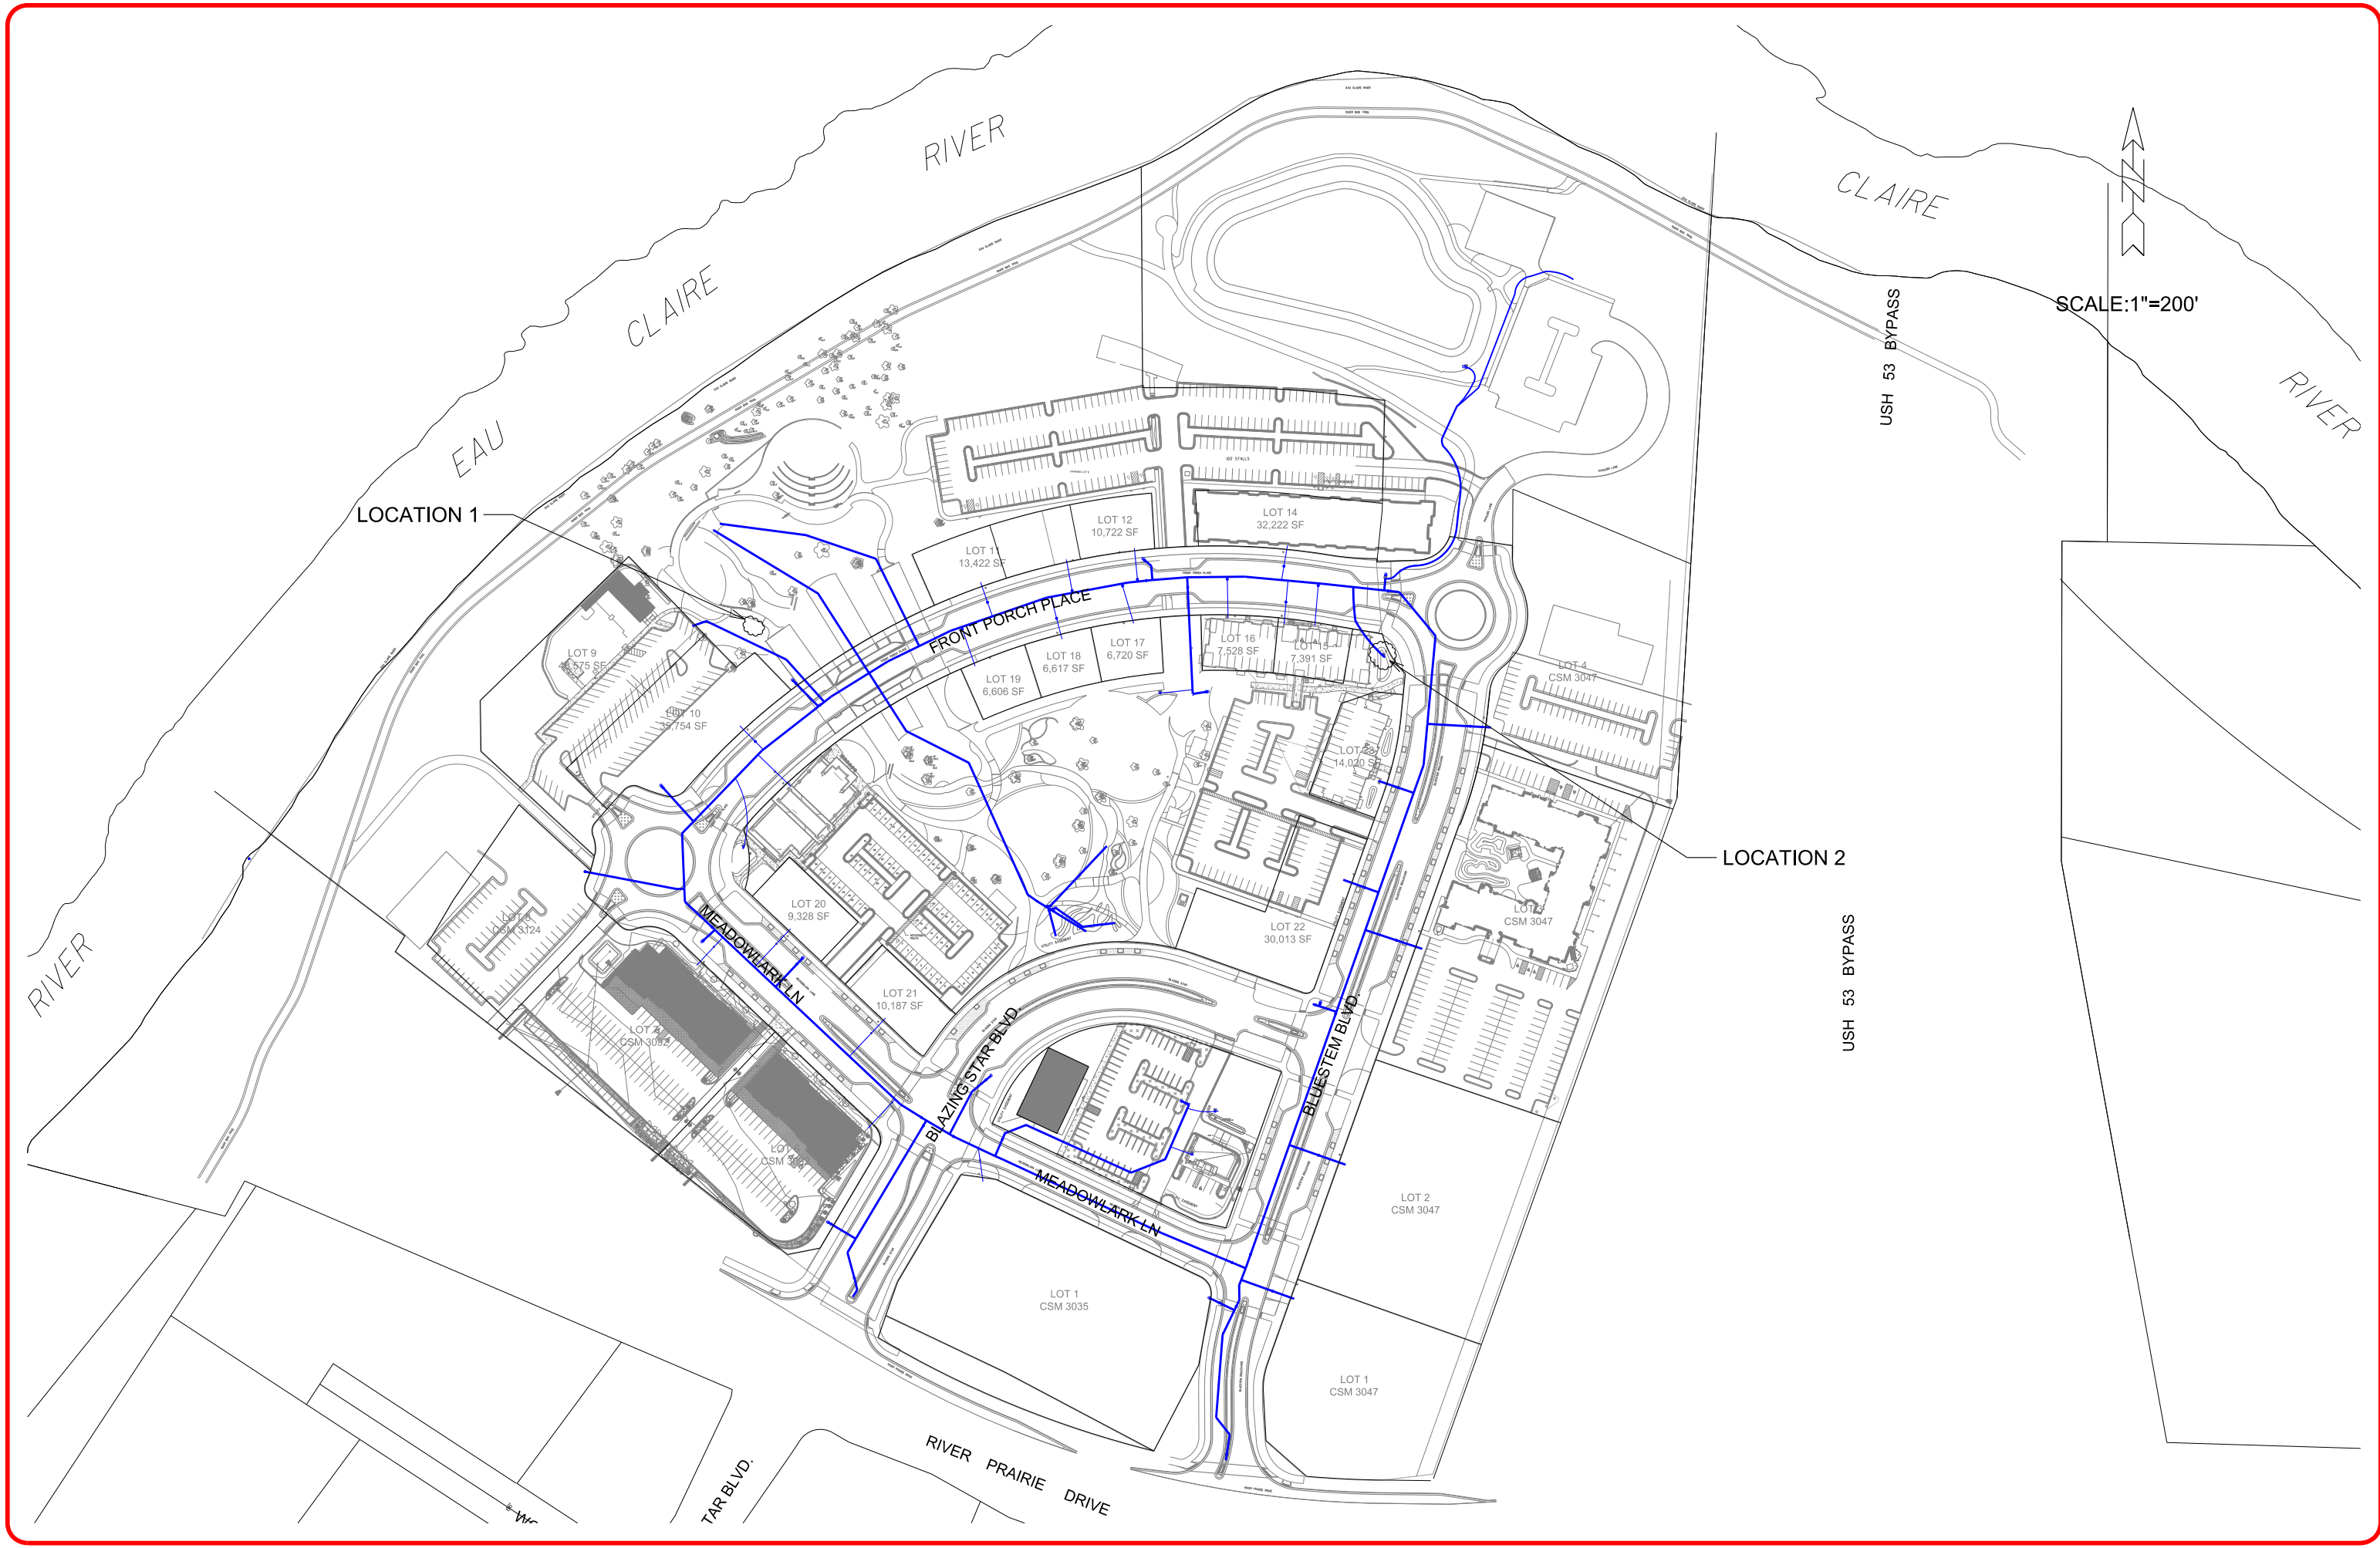 RIVER
CLAIRE
EAU
CLAIRE
RIVER
RIVER
SCALE:1"=200'
USH 53 BYPASS
USH 53 BYPASS
LOCATION 1
LOCATION 2
LOT 12
10,722 SF
LOT 14
32,222 SF
LOT 11
13,422 SF
FRONT PORCH PLACE
LOT 9
LOT 16
7,528 SF
7,391 SF
LOT 17
6,720 SF
LOT 18
6,617 SF
LOT 19
6,606 SF
LOT 4
CSM 3047
LOT 10
35,754 SF
14,020 SF
LOT 20
9,328 SF
MEADOWLARK LN
CSM 3124
LOT 22
30,013 SF
CSM 3047
LOT 21
10,187 SF
BLAZING STAR BLVD
BLUESTEM BLVD.
MEADOWLARK LN
LOT 2
CSM 3047
LOT 1
CSM 3035
LOT 1
CSM 3047
RIVER PRAIRIE DRIVE
TAR BLVD.
UTILITY EASEMENT